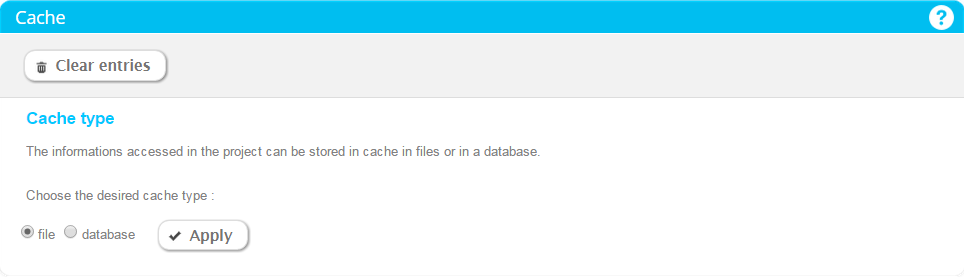 Cache
?
Clear entries
Cache type
The informations accessed in the project can be stored in cache in files or in a database.
Choose the desired cache type :
file database Apply